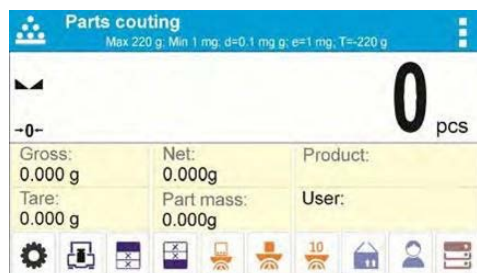 Parts couting
Max 220 g; Min 1 mg; d=0.1 mg g; e=1 mg; T=-220 g
0 pcs
→0←
Gross: Net: Product:
0.000 g 0.000g
Tare: Part mass: User:
0.000 g 0.000g
x x 10
x x